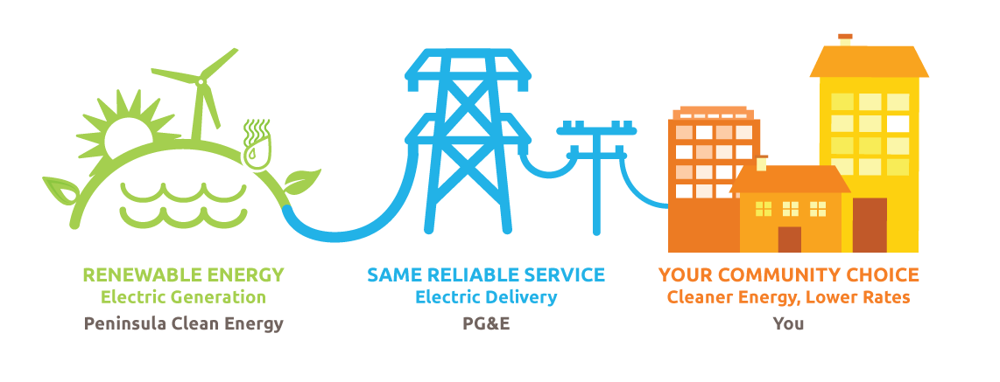 RENEWABLE ENERGY
Electric Generation
Peninsula Clean Energy
SAME RELIABLE SERVICE
Electric Delivery
PG&E
YOUR COMMUNITY CHOICE
Cleaner Energy, Lower Rates
You